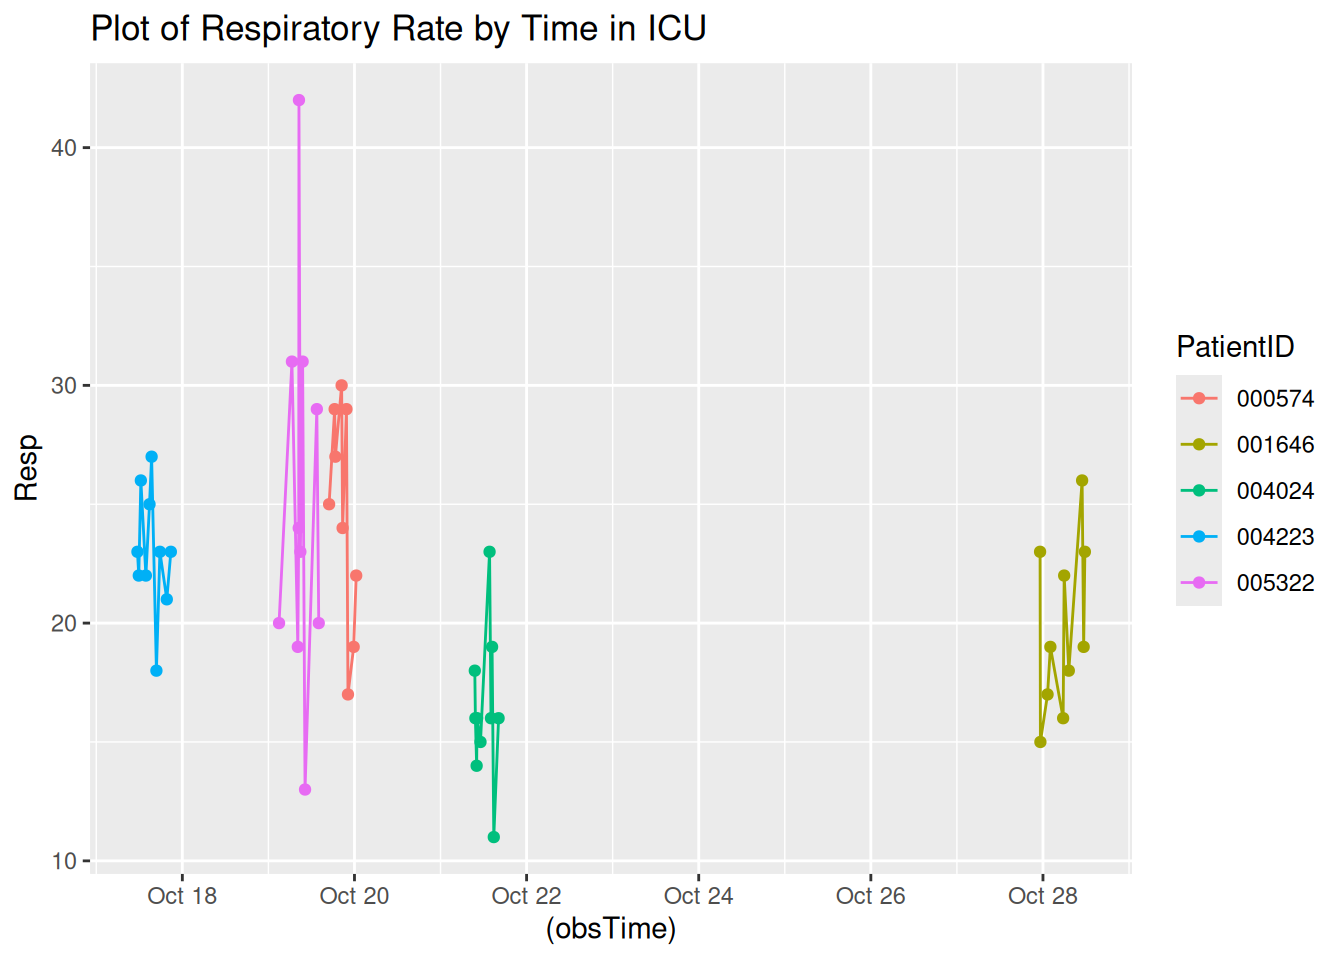 Plot of Respiratory Rate by Time in ICU
Resp
40
30
20
10
Oct 18 Oct 20 Oct 22 Oct 24 Oct 26 Oct 28
(obsTime)
PatientID
000574
001646
004024
004223
005322